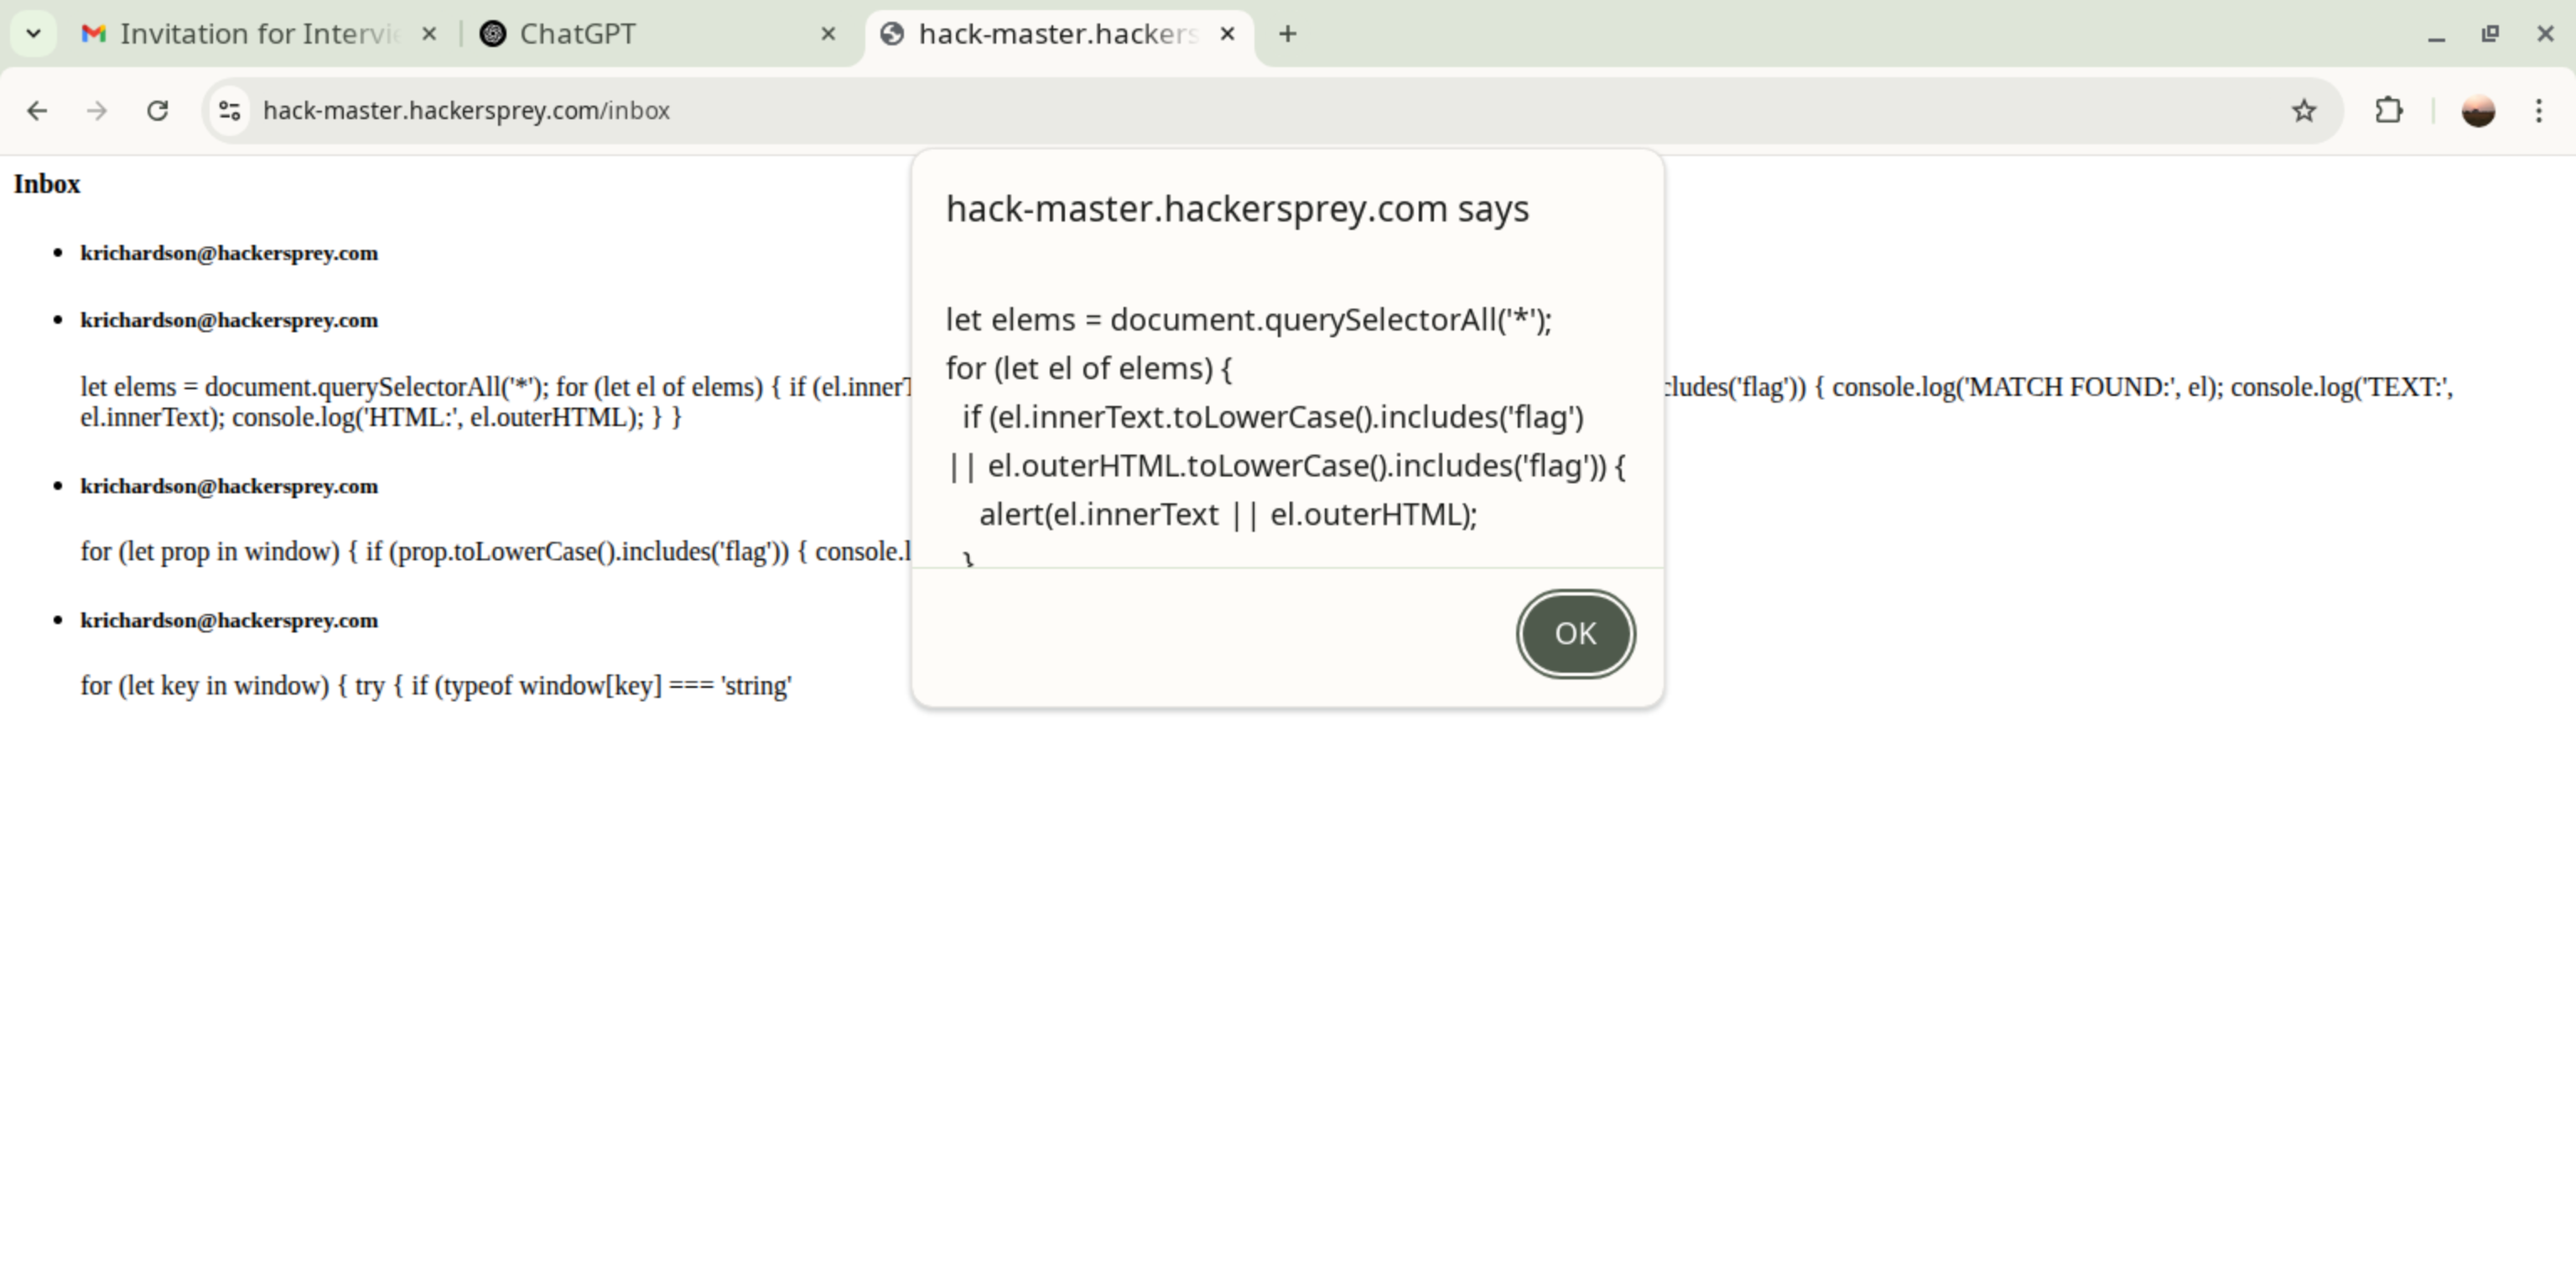 Invitation for Intervie
ChatGPT
hack-master.hackers
hack-master.hackersprey.com/inbox
Inbox
krichardson@hackersprey.com
krichardson@hackersprey.com
let elems = document.querySelectorAll('*'); for (let el of elems) { if (el.innerT
cludes('flag')) { console.log('MATCH FOUND:', el); console.log('TEXT:',
el.innerText); console.log('HTML:', el.outerHTML); } }
krichardson@hackersprey.com
for (let prop in window) { if (prop.toLowerCase().includes('flag')) { console.l
krichardson@hackersprey.com
for (let key in window) { try { if (typeof window[key] === 'string'
hack-master.hackersprey.com says
let elems = document.querySelectorAll('*');
for (let el of elems) {
if (el.innerText.toLowerCase().includes('flag')
|| el.outerHTML.toLowerCase().includes('flag')) {
alert(el.innerText || el.outerHTML);
}
OK